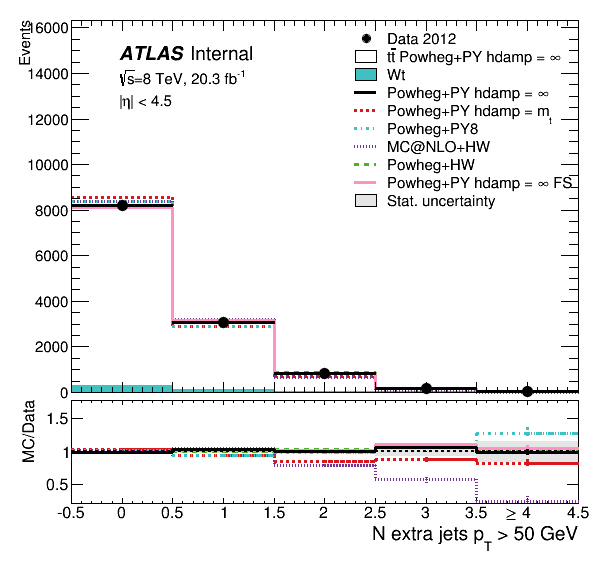 Events
16000
14000
12000
10000
8000
6000
4000
2000
0
ATLAS Internal
√s=8 TeV, 20.3 fb⁻¹
|η| < 4.5
Data 2012
tt̄ Powheg+PY hdamp = ∞
Wt
Powheg+PY hdamp = ∞
Powheg+PY hdamp = mₜ
Powheg+PY8
MC@NLO+HW
Powheg+HW
Powheg+PY hdamp = ∞ FS
Stat. uncertainty
MC/Data
1.5
1
0.5
-0.5 0 0.5 1 1.5 2 2.5 3 3.5 ≥ 4 4.5
N extra jets p_T > 50 GeV